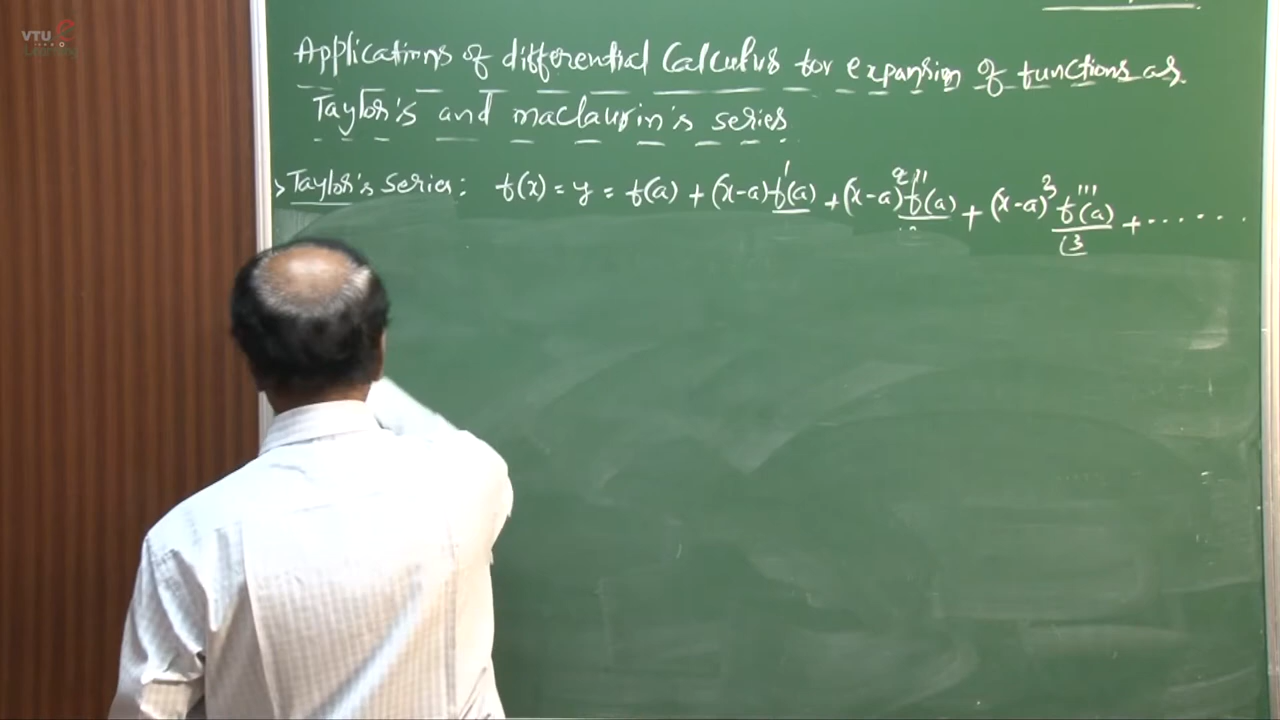 VTU e
Applications of differential Calculus for expansion of functions as
Taylor's and maclaurin's series
> Taylor's Series: f(x) = y = f(a) + (x-a) f'(a) + (x-a)² f''(a)/⌊2 + (x-a)³ f'''(a)/⌊3 + ......